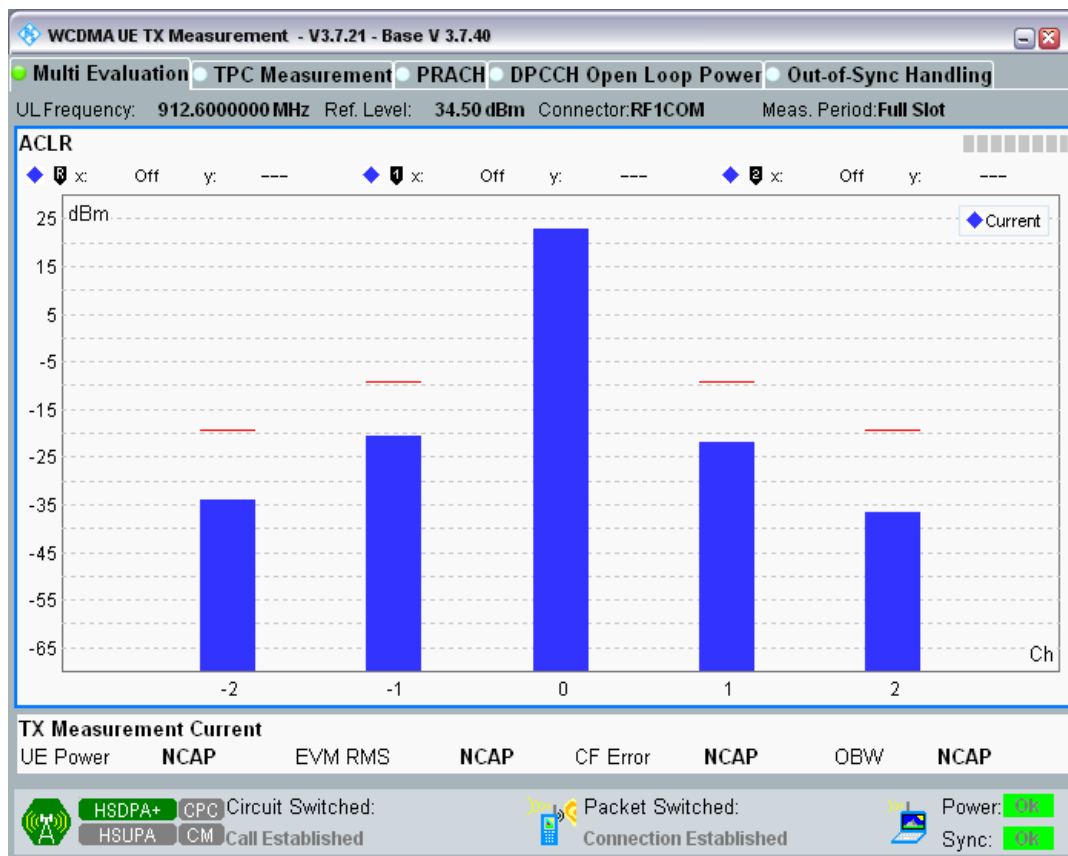 WCDMA UE TX Measurement - V3.7.21 - Base V 3.7.40
Multi Evaluation TPC Measurement PRACH DPCCH Open Loop Power Out-of-Sync Handling
UL Frequency: 912.6000000 MHz Ref. Level: 34.50 dBm Connector:RF1COM Meas. Period:Full Slot
ACLR
R x: Off y: --- 1 x: Off y: --- 2 x: Off y: ---
25 dBm
Current
15
5
-5
-15
-25
-35
-45
-55
-65
Ch
-2 -1 0 1 2
TX Measurement Current
UE Power NCAP EVM RMS NCAP CF Error NCAP OBW NCAP
HSDPA+ CPC Circuit Switched: Packet Switched: Power: Ok
HSUPA CM Call Established Connection Established Sync: Ok